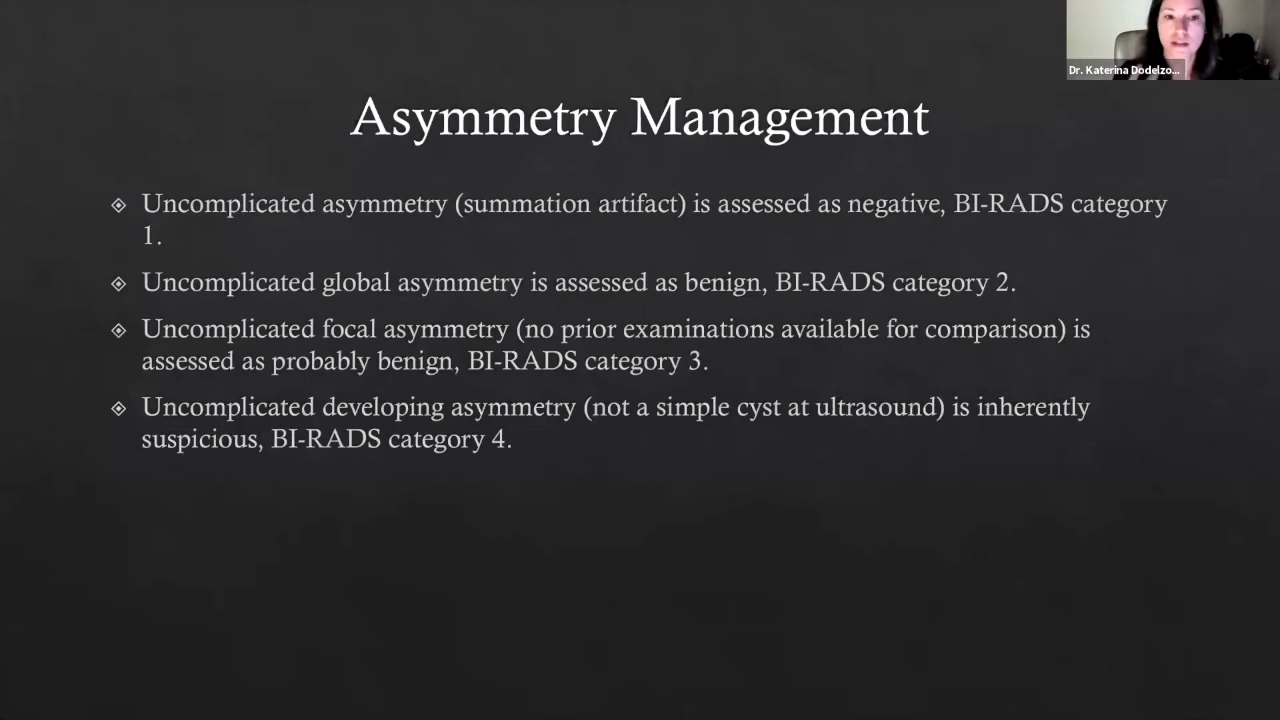 Dr. Katerina Dodelzo...
Asymmetry Management
Uncomplicated asymmetry (summation artifact) is assessed as negative, BI-RADS category
1.
Uncomplicated global asymmetry is assessed as benign, BI-RADS category 2.
Uncomplicated focal asymmetry (no prior examinations available for comparison) is
assessed as probably benign, BI-RADS category 3.
Uncomplicated developing asymmetry (not a simple cyst at ultrasound) is inherently
suspicious, BI-RADS category 4.